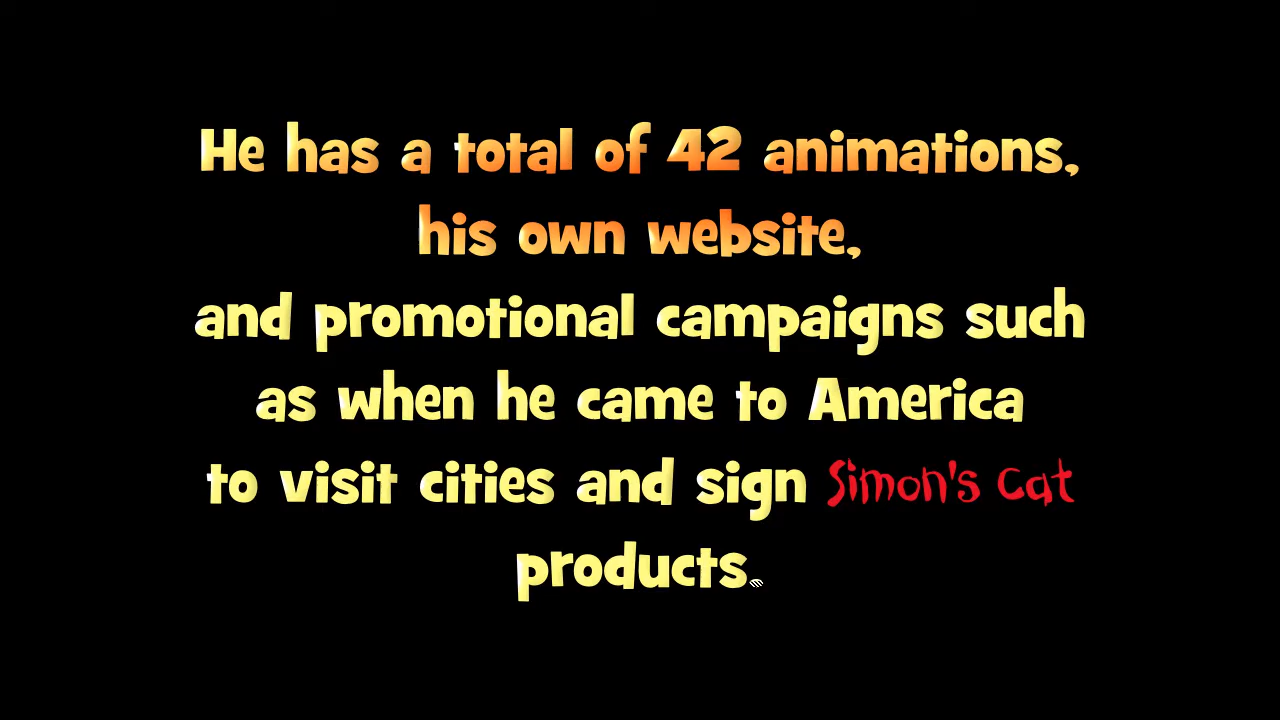 He has a total of 42 animations,
his own website,
and promotional campaigns such
as when he came to America
to visit cities and sign Simon's Cat
products.